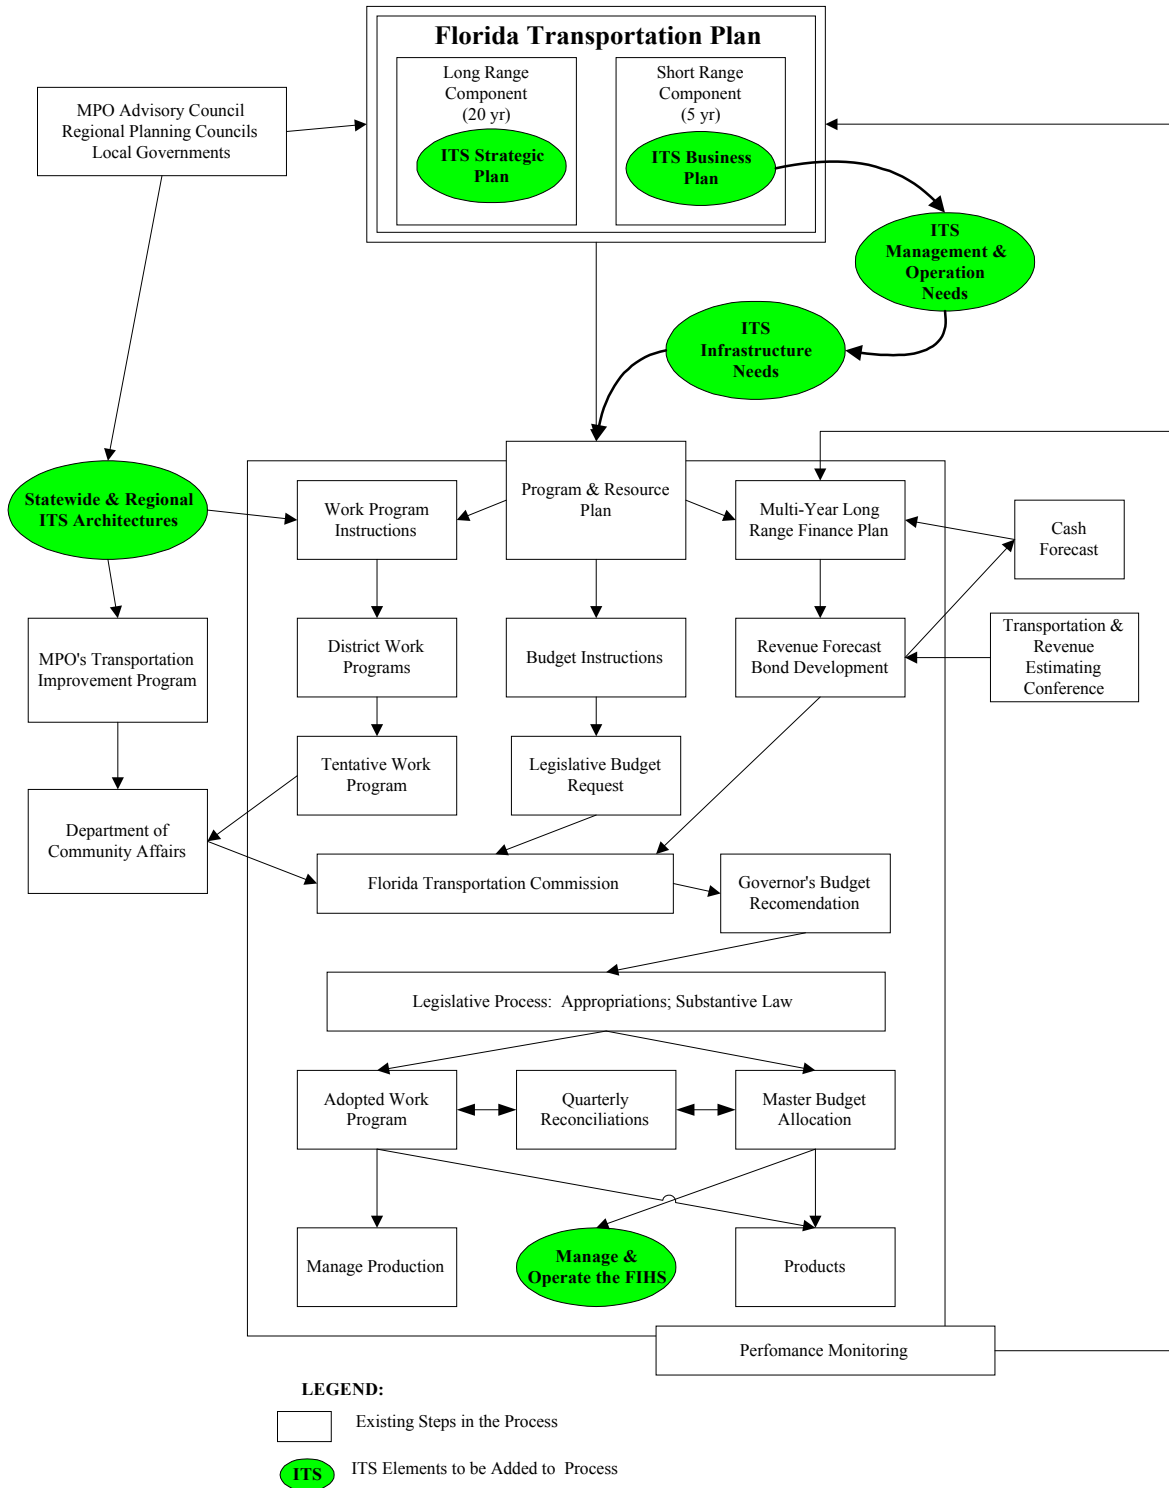 Florida Transportation Plan
Long Range
Component
(20 yr)
ITS Strategic
Plan
Short Range
Component
(5 yr)
ITS Business
Plan
MPO Advisory Council
Regional Planning Councils
Local Governments
ITS
Management &
Operation
Needs
ITS
Infrastructure
Needs
Statewide & Regional
ITS Architectures
Work Program
Instructions
Program & Resource
Plan
Multi-Year Long
Range Finance Plan
Cash
Forecast
MPO's Transportation
Improvement Program
District Work
Programs
Budget Instructions
Revenue Forecast
Bond Development
Transportation &
Revenue
Estimating
Conference
Tentative Work
Program
Legislative Budget
Request
Department of
Community Affairs
Florida Transportation Commission
Governor's Budget
Recomendation
Legislative Process: Appropriations; Substantive Law
Adopted Work
Program
Quarterly
Reconciliations
Master Budget
Allocation
Manage Production
Manage &
Operate the FIHS
Products
Perfomance Monitoring
LEGEND:
Existing Steps in the Process
ITS
ITS Elements to be Added to Process